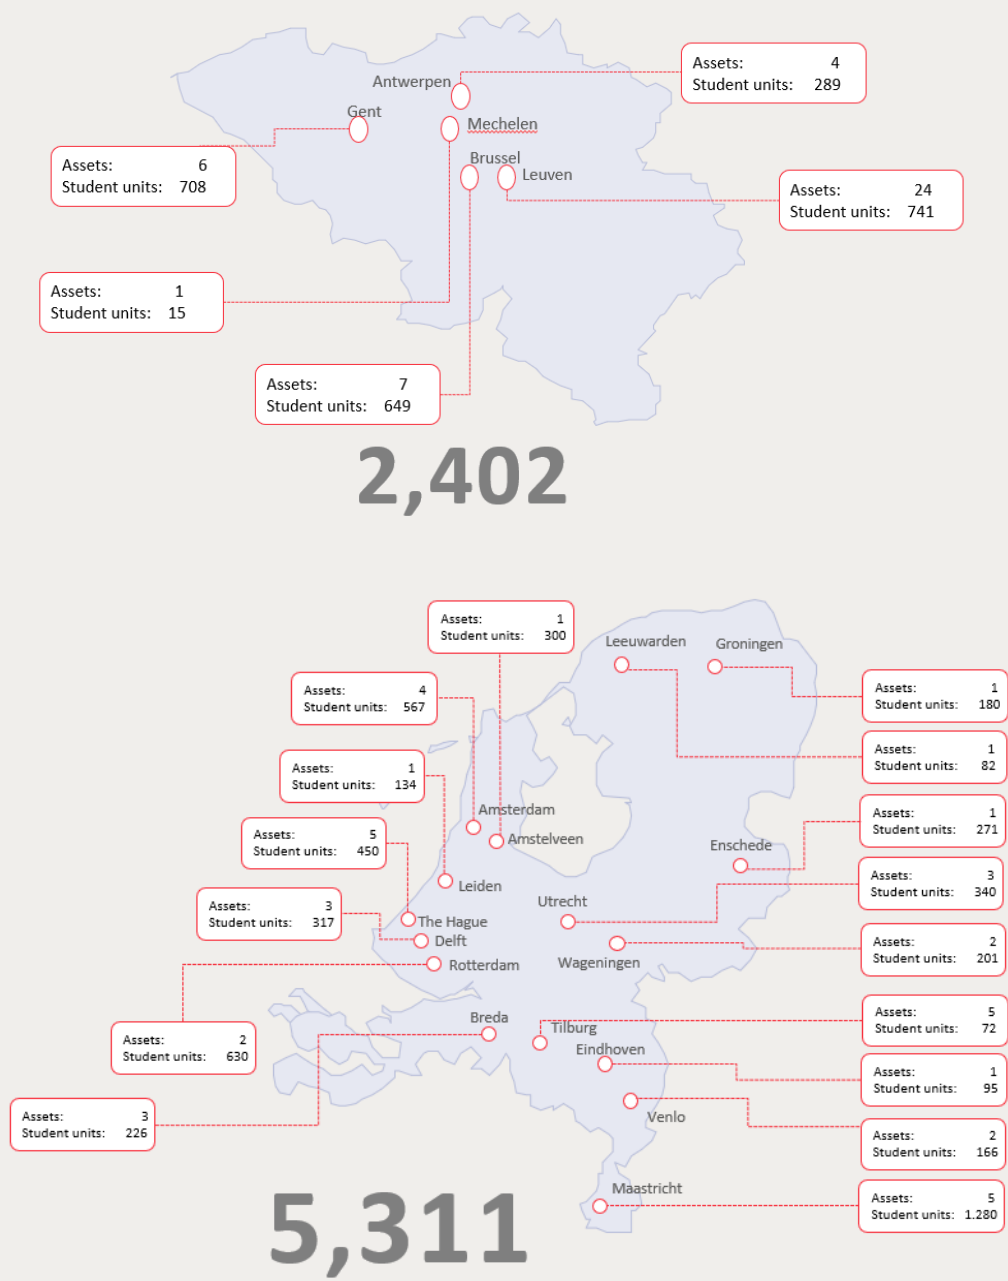 Assets: 4
Student units: 289
Antwerpen
Gent
Mechelen
Assets: 6
Student units: 708
Brussel
Leuven
Assets: 24
Student units: 741
Assets: 1
Student units: 15
Assets: 7
Student units: 649
2,402
Assets: 1
Student units: 300
Leeuwarden
Groningen
Assets: 4
Student units: 567
Assets: 1
Student units: 180
Assets: 1
Student units: 82
Assets: 1
Student units: 134
Amsterdam
Amstelveen
Assets: 1
Student units: 271
Assets: 5
Student units: 450
Enschede
Assets: 3
Student units: 340
Leiden
Utrecht
Assets: 3
Student units: 317
The Hague
Delft
Assets: 2
Student units: 201
Wageningen
Rotterdam
Assets: 5
Student units: 72
Breda
Tilburg
Assets: 2
Student units: 630
Eindhoven
Assets: 1
Student units: 95
Assets: 3
Student units: 226
Venlo
Assets: 2
Student units: 166
Maastricht
Assets: 5
Student units: 1.280
5,311